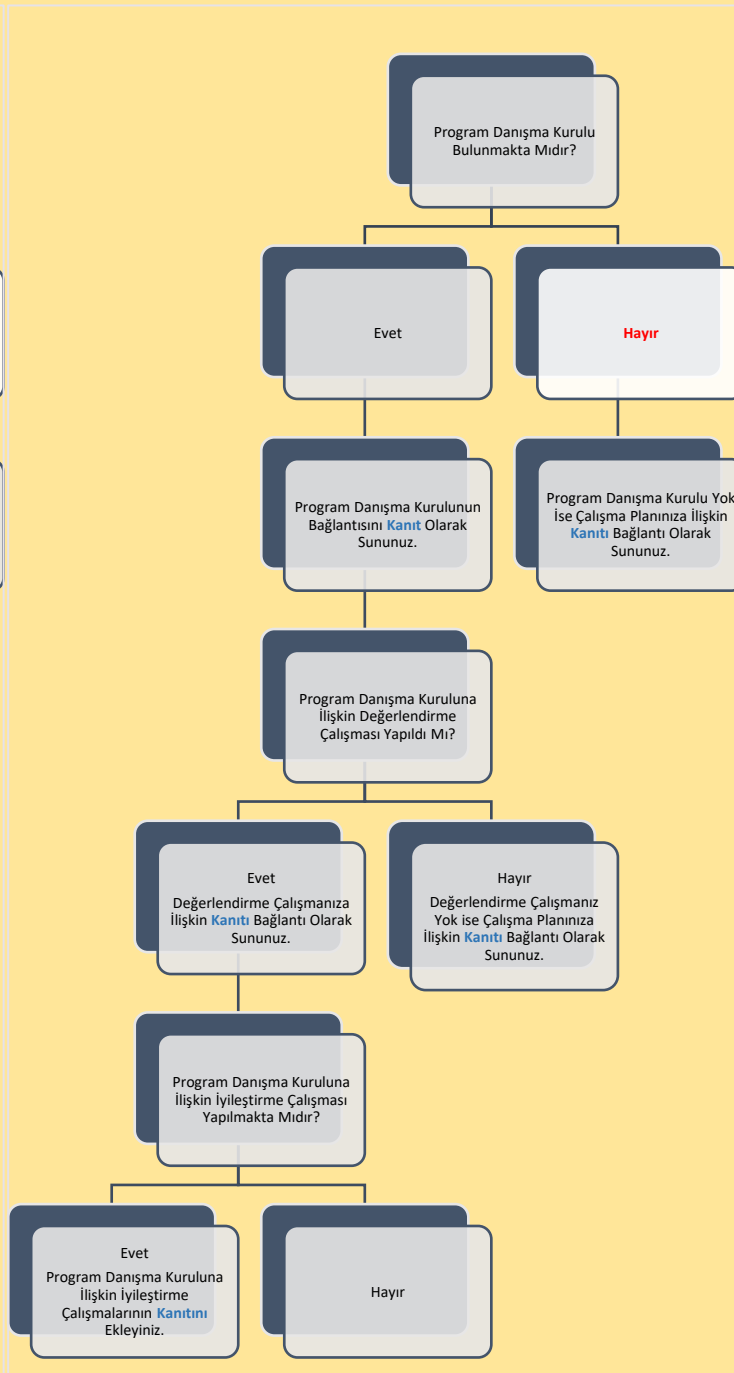 Program Danışma Kurulu
Bulunmakta Mıdır?
Evet
Hayır
Program Danışma Kurulunun
Bağlantısını Kanıt Olarak
Sununuz.
Program Danışma Kurulu Yok
İse Çalışma Planınıza İlişkin
Kanıtı Bağlantı Olarak
Sununuz.
Program Danışma Kuruluna
İlişkin Değerlendirme
Çalışması Yapıldı Mı?
Evet
Değerlendirme Çalışmanıza
İlişkin Kanıtı Bağlantı Olarak
Sununuz.
Hayır
Değerlendirme Çalışmanız
Yok ise Çalışma Planınıza
İlişkin Kanıtı Bağlantı Olarak
Sununuz.
Program Danışma Kuruluna
İlişkin İyileştirme Çalışması
Yapılmakta Mıdır?
Evet
Program Danışma Kuruluna
İlişkin İyileştirme
Çalışmalarının Kanıtını
Ekleyiniz.
Hayır